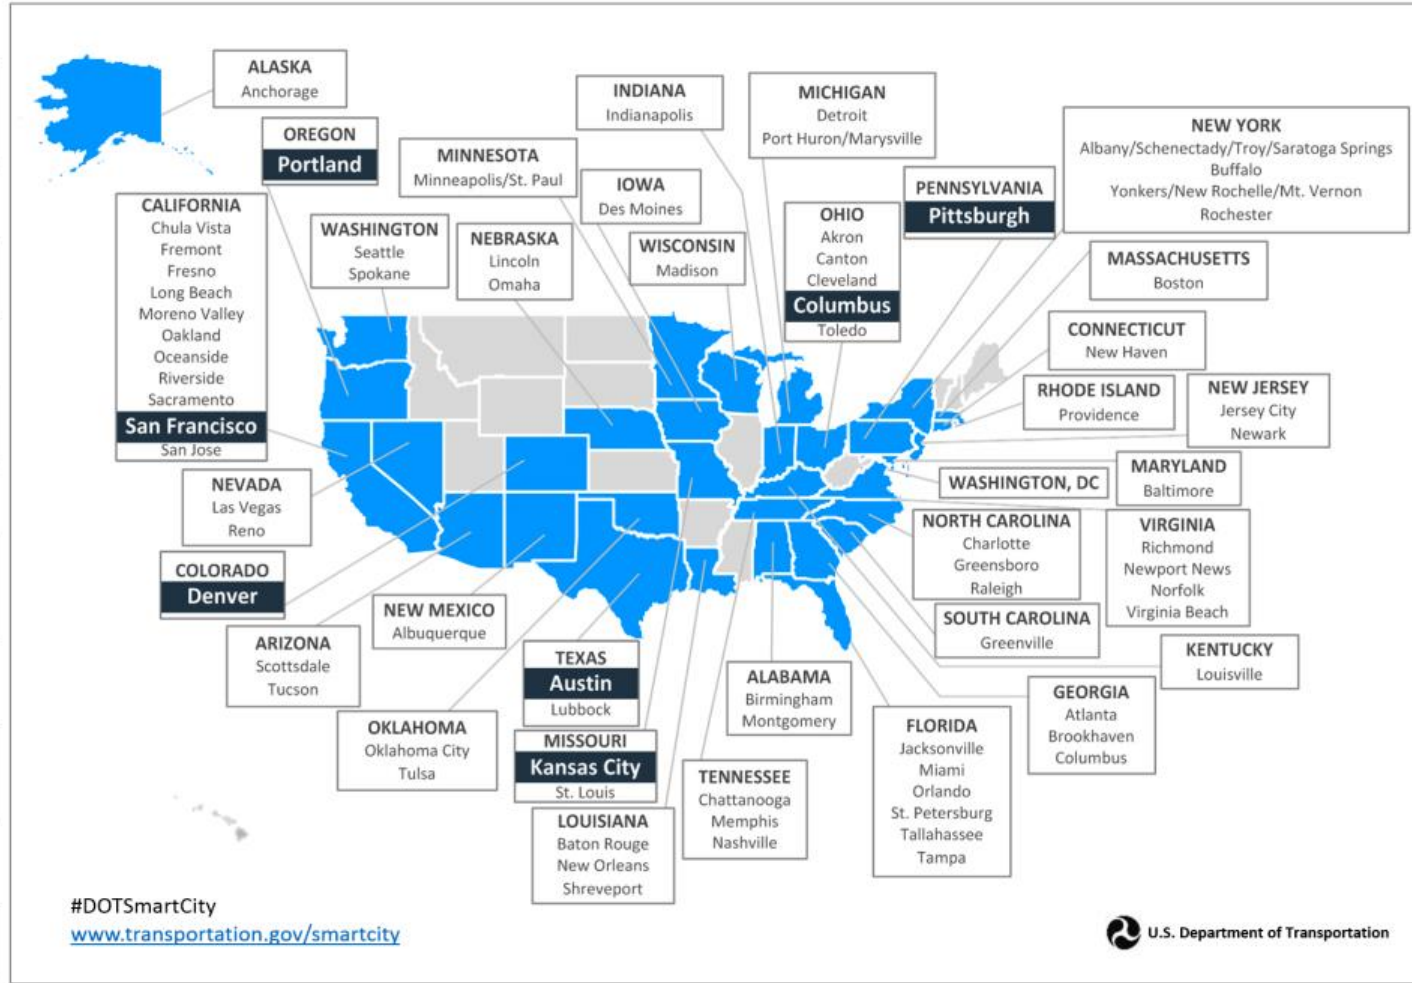 ALASKA
Anchorage
OREGON
Portland
CALIFORNIA
Chula Vista
Fremont
Fresno
Long Beach
Moreno Valley
Oakland
Oceanside
Riverside
Sacramento
San Francisco
San Jose
WASHINGTON
Seattle
Spokane
MINNESOTA
Minneapolis/St. Paul
NEBRASKA
Lincoln
Omaha
IOWA
Des Moines
INDIANA
Indianapolis
WISCONSIN
Madison
MICHIGAN
Detroit
Port Huron/Marysville
OHIO
Akron
Canton
Cleveland
Columbus
Toledo
PENNSYLVANIA
Pittsburgh
NEW YORK
Albany/Schenectady/Troy/Saratoga Springs
Buffalo
Yonkers/New Rochelle/Mt. Vernon
Rochester
MASSACHUSETTS
Boston
CONNECTICUT
New Haven
RHODE ISLAND
Providence
NEW JERSEY
Jersey City
Newark
MARYLAND
Baltimore
WASHINGTON, DC
NEVADA
Las Vegas
Reno
COLORADO
Denver
ARIZONA
Scottsdale
Tucson
NEW MEXICO
Albuquerque
OKLAHOMA
Oklahoma City
Tulsa
TEXAS
Austin
Lubbock
MISSOURI
Kansas City
St. Louis
LOUISIANA
Baton Rouge
New Orleans
Shreveport
TENNESSEE
Chattanooga
Memphis
Nashville
ALABAMA
Birmingham
Montgomery
FLORIDA
Jacksonville
Miami
Orlando
St. Petersburg
Tallahassee
Tampa
NORTH CAROLINA
Charlotte
Greensboro
Raleigh
VIRGINIA
Richmond
Newport News
Norfolk
Virginia Beach
SOUTH CAROLINA
Greenville
KENTUCKY
Louisville
GEORGIA
Atlanta
Brookhaven
Columbus
#DOTSmartCity
www.transportation.gov/smartcity
U.S. Department of Transportation